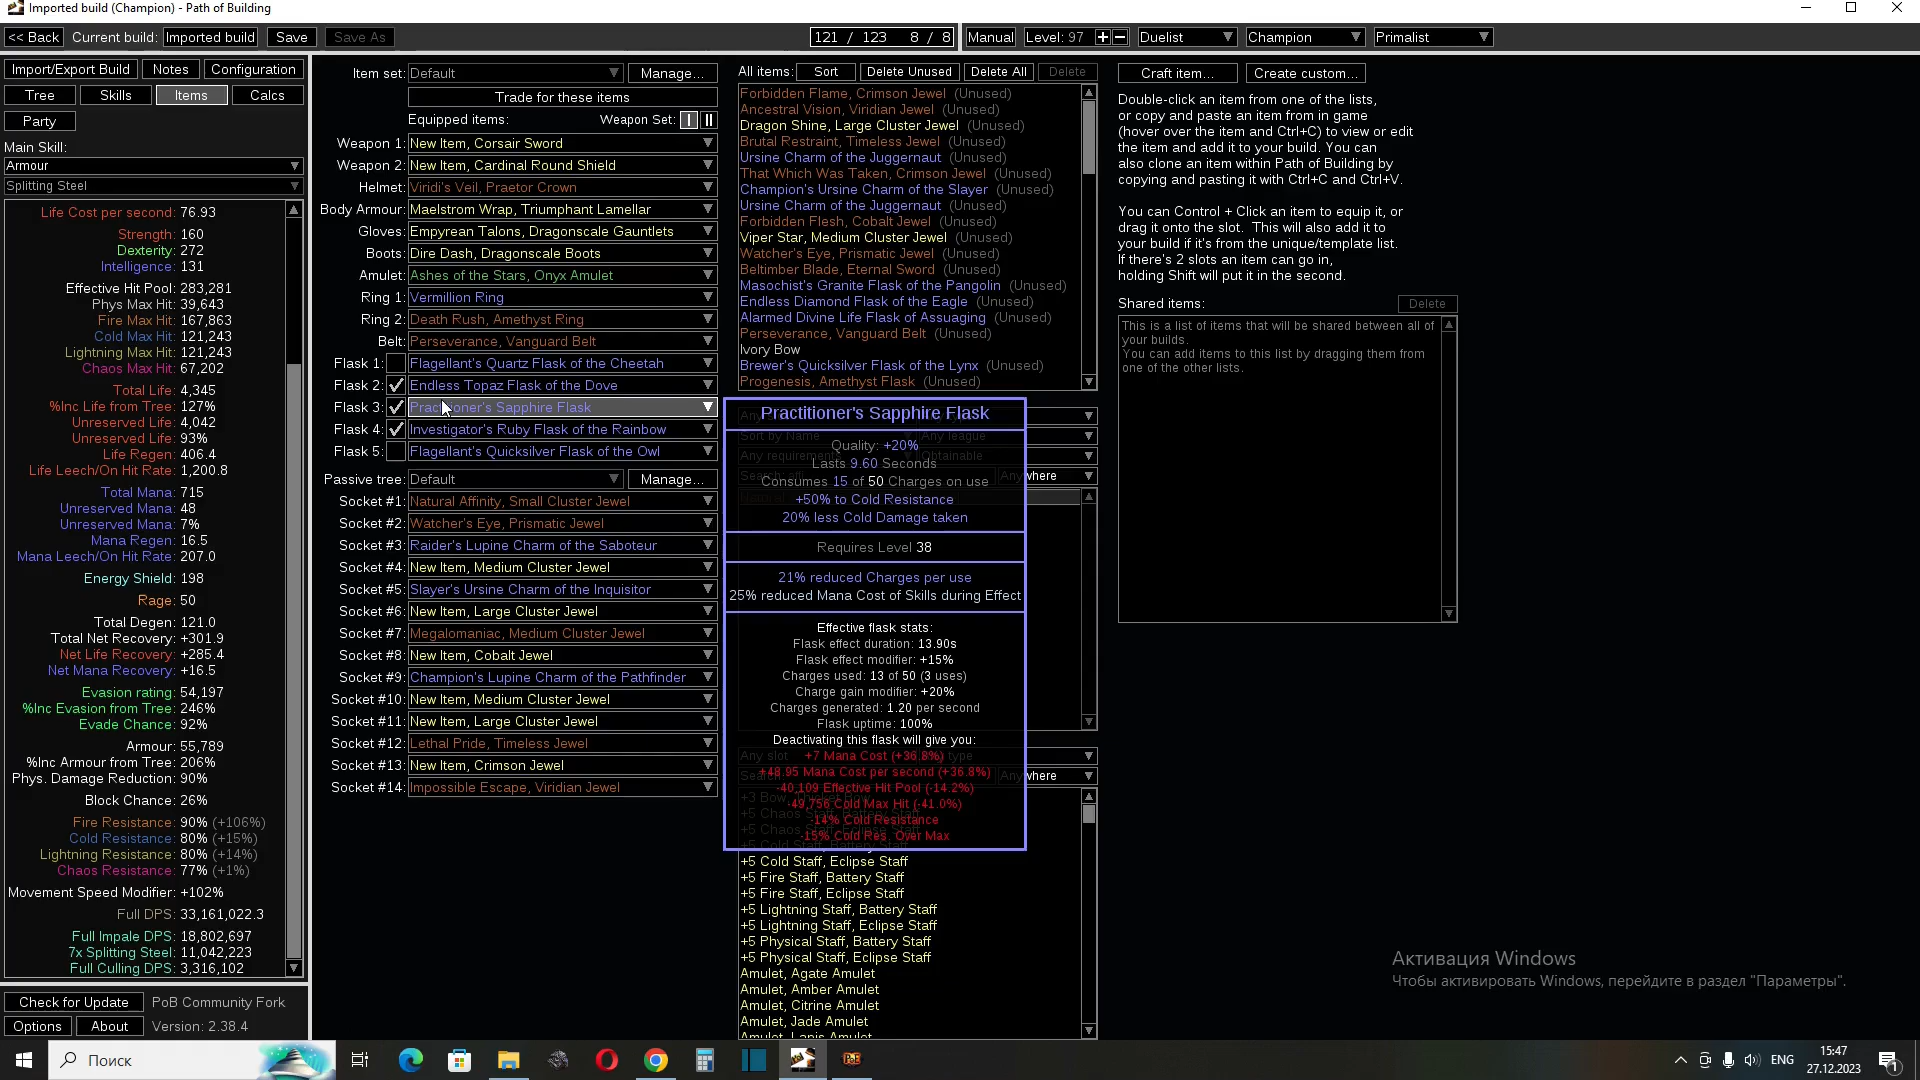 Imported build (Champion) - Path of Building
<< Back
Current build:
Imported build
Save
Save As
121 / 123   8 / 8
Manual
Level: 97
Duelist
Champion
Primalist
Import/Export Build
Notes
Configuration
Tree
Skills
Items
Calcs
Party
Main Skill:
Armour
Splitting Steel
Life Cost per second: 76.93
Strength: 160
Dexterity: 272
Intelligence: 131
Effective Hit Pool: 283,281
Phys Max Hit: 39,643
Fire Max Hit: 167,863
Cold Max Hit: 121,243
Lightning Max Hit: 121,243
Chaos Max Hit: 67,202
Total Life: 4,345
%Inc Life from Tree: 127%
Unreserved Life: 4,042
Unreserved Life: 93%
Life Regen: 406.4
Life Leech/On Hit Rate: 1,200.8
Total Mana: 715
Unreserved Mana: 48
Unreserved Mana: 7%
Mana Regen: 16.5
Mana Leech/On Hit Rate: 207.0
Energy Shield: 198
Rage: 50
Total Degen: 121.0
Total Net Recovery: +301.9
Net Life Recovery: +285.4
Net Mana Recovery: +16.5
Evasion rating: 54,197
%Inc Evasion from Tree: 246%
Evade Chance: 92%
Armour: 55,789
%Inc Armour from Tree: 206%
Phys. Damage Reduction: 90%
Block Chance: 26%
Fire Resistance: 90% (+106%)
Cold Resistance: 80% (+15%)
Lightning Resistance: 80% (+14%)
Chaos Resistance: 77% (+1%)
Movement Speed Modifier: +102%
Full DPS: 33,161,022.3
Full Impale DPS: 18,802,697
7x Splitting Steel: 11,042,223
Full Culling DPS: 3,316,102
Check for Update
PoB Community Fork
Options
About
Version: 2.38.4
Item set: Default
Manage...
Trade for these items
Equipped items:
Weapon Set: I II
Weapon 1: New Item, Corsair Sword
Weapon 2: New Item, Cardinal Round Shield
Helmet: Viridi's Veil, Praetor Crown
Body Armour: Maelstrom Wrap, Triumphant Lamellar
Gloves: Empyrean Talons, Dragonscale Gauntlets
Boots: Dire Dash, Dragonscale Boots
Amulet: Ashes of the Stars, Onyx Amulet
Ring 1: Vermillion Ring
Ring 2: Death Rush, Amethyst Ring
Belt: Perseverance, Vanguard Belt
Flask 1: Flagellant's Quartz Flask of the Cheetah
Flask 2: Endless Topaz Flask of the Dove
Flask 3: Practitioner's Sapphire Flask
Flask 4: Investigator's Ruby Flask of the Rainbow
Flask 5: Flagellant's Quicksilver Flask of the Owl
Passive tree: Default
Manage...
Socket #1: Natural Affinity, Small Cluster Jewel
Socket #2: Watcher's Eye, Prismatic Jewel
Socket #3: Raider's Lupine Charm of the Saboteur
Socket #4: New Item, Medium Cluster Jewel
Socket #5: Slayer's Ursine Charm of the Inquisitor
Socket #6: New Item, Large Cluster Jewel
Socket #7: Megalomaniac, Medium Cluster Jewel
Socket #8: New Item, Cobalt Jewel
Socket #9: Champion's Lupine Charm of the Pathfinder
Socket #10: New Item, Medium Cluster Jewel
Socket #11: New Item, Large Cluster Jewel
Socket #12: Lethal Pride, Timeless Jewel
Socket #13: New Item, Crimson Jewel
Socket #14: Impossible Escape, Viridian Jewel
All items:
Sort
Delete Unused
Delete All
Delete
Forbidden Flame, Crimson Jewel (Unused)
Ancestral Vision, Viridian Jewel (Unused)
Dragon Shine, Large Cluster Jewel (Unused)
Brutal Restraint, Timeless Jewel (Unused)
Ursine Charm of the Juggernaut (Unused)
That Which Was Taken, Crimson Jewel (Unused)
Champion's Ursine Charm of the Slayer (Unused)
Ursine Charm of the Juggernaut (Unused)
Forbidden Flesh, Cobalt Jewel (Unused)
Viper Star, Medium Cluster Jewel (Unused)
Watcher's Eye, Prismatic Jewel (Unused)
Beltimber Blade, Eternal Sword (Unused)
Masochist's Granite Flask of the Pangolin (Unused)
Endless Diamond Flask of the Eagle (Unused)
Alarmed Divine Life Flask of Assuaging (Unused)
Perseverance, Vanguard Belt (Unused)
Ivory Bow
Brewer's Quicksilver Flask of the Lynx (Unused)
Progenesis, Amethyst Flask (Unused)
Practitioner's Sapphire Flask
Sort by Name
Any league
Any requirements
Obtainable
Anywhere
Quality: +20%
Lasts 9.60 Seconds
Consumes 15 of 50 Charges on use
+50% to Cold Resistance
20% less Cold Damage taken
Requires Level 38
21% reduced Charges per use
25% reduced Mana Cost of Skills during Effect
Effective flask stats:
Flask effect duration: 13.90s
Flask effect modifier: +15%
Charges used: 13 of 50 (3 uses)
Charge gain modifier: +20%
Charges generated: 1.20 per second
Flask uptime: 100%
Deactivating this flask will give you:
Any slot
+7 Mana Cost (+36.8%)
type
+48.95 Mana Cost per second (+36.8%)
Anywhere
-40,109 Effective Hit Pool (-14.2%)
-49,756 Cold Max Hit (-41.0%)
-14% Cold Resistance
-15% Cold Res. Over Max
+5 Cold Staff, Eclipse Staff
+5 Fire Staff, Battery Staff
+5 Fire Staff, Eclipse Staff
+5 Lightning Staff, Battery Staff
+5 Lightning Staff, Eclipse Staff
+5 Physical Staff, Battery Staff
+5 Physical Staff, Eclipse Staff
Amulet, Agate Amulet
Amulet, Amber Amulet
Amulet, Citrine Amulet
Amulet, Jade Amulet
Amulet, Lapis Amulet
Craft item...
Create custom...
Double-click an item from one of the lists,
or copy and paste an item from in game
(hover over the item and Ctrl+C) to view or edit
the item and add it to your build. You can
also clone an item within Path of Building by
copying and pasting it with Ctrl+C and Ctrl+V.
You can Control + Click an item to equip it, or
drag it onto the slot.  This will also add it to
your build if it's from the unique/template list.
If there's 2 slots an item can go in,
holding Shift will put it in the second.
Shared items:
Delete
This is a list of items that will be shared between all of
your builds.
You can add items to this list by dragging them from
one of the other lists.
Активация Windows
Чтобы активировать Windows, перейдите в раздел "Параметры".
Поиск
ENG
15:47
27.12.2023
1